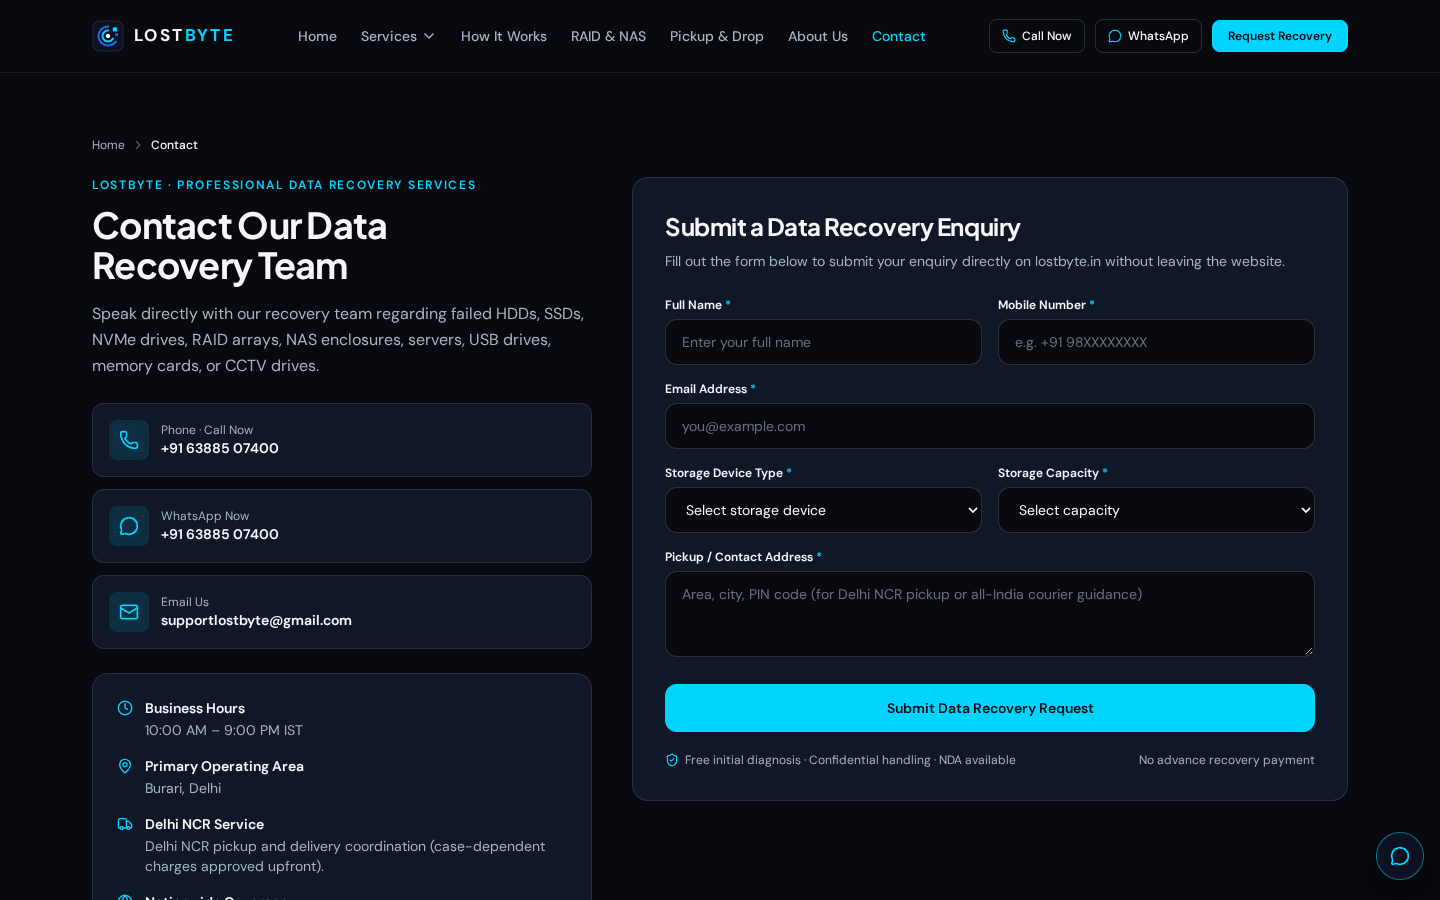 LOSTBYTE
Home
Services
How It Works
RAID & NAS
Pickup & Drop
About Us
Contact
Call Now
WhatsApp
Request Recovery
Home
Contact
LOSTBYTE · PROFESSIONAL DATA RECOVERY SERVICES
Contact Our Data
Recovery Team
Speak directly with our recovery team regarding failed HDDs, SSDs,
NVMe drives, RAID arrays, NAS enclosures, servers, USB drives,
memory cards, or CCTV drives.
Phone · Call Now
+91 63885 07400
WhatsApp Now
+91 63885 07400
Email Us
supportlostbyte@gmail.com
Business Hours
10:00 AM – 9:00 PM IST
Primary Operating Area
Burari, Delhi
Delhi NCR Service
Delhi NCR pickup and delivery coordination (case-dependent
charges approved upfront).
Submit a Data Recovery Enquiry
Fill out the form below to submit your enquiry directly on lostbyte.in without leaving the website.
Full Name *
Enter your full name
Mobile Number *
e.g. +91 98XXXXXXXX
Email Address *
you@example.com
Storage Device Type *
Select storage device
Storage Capacity *
Select capacity
Pickup / Contact Address *
Area, city, PIN code (for Delhi NCR pickup or all-India courier guidance)
Submit Data Recovery Request
Free initial diagnosis · Confidential handling · NDA available
No advance recovery payment